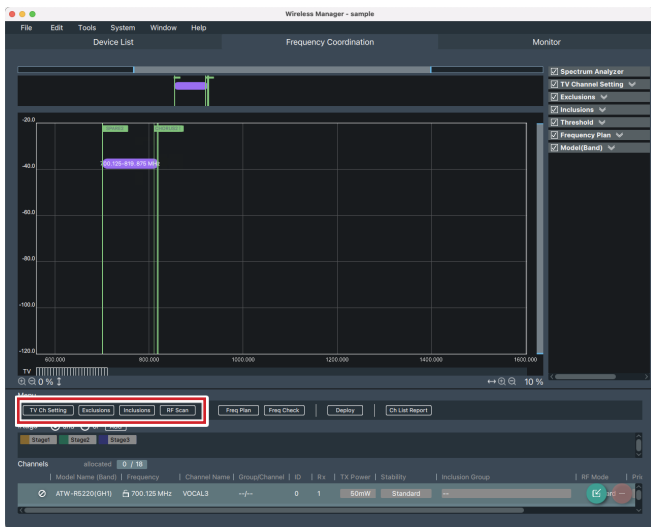 Wireless Manager - sample
File Edit Tools System Window Help
Device List Frequency Coordination Monitor
Spectrum Analyzer
TV Channel Setting
Exclusions
Inclusions
Threshold
Frequency Plan
Model(Band)
-20.0
700.125-819.875 MHz
-40.0
-60.0
-80.0
-100.0
-120.0
600.000 800.000 1000.000 1200.000 1400.000 1600.000
TV
0 % 10 %
Menu
TV Ch Setting Exclusions Inclusions RF Scan Freq Plan Freq Check Deploy Ch List Report
and or
Stage1 Stage2 Stage3
Channels allocated 0 / 18
Model Name (Band) Frequency Channel Name Group/Channel ID Rx TX Power Stability Inclusion Group RF Mode
ATW-RS220(GH1) 700.125 MHz VOCAL3 --/-- 0 1 50mW Standard --